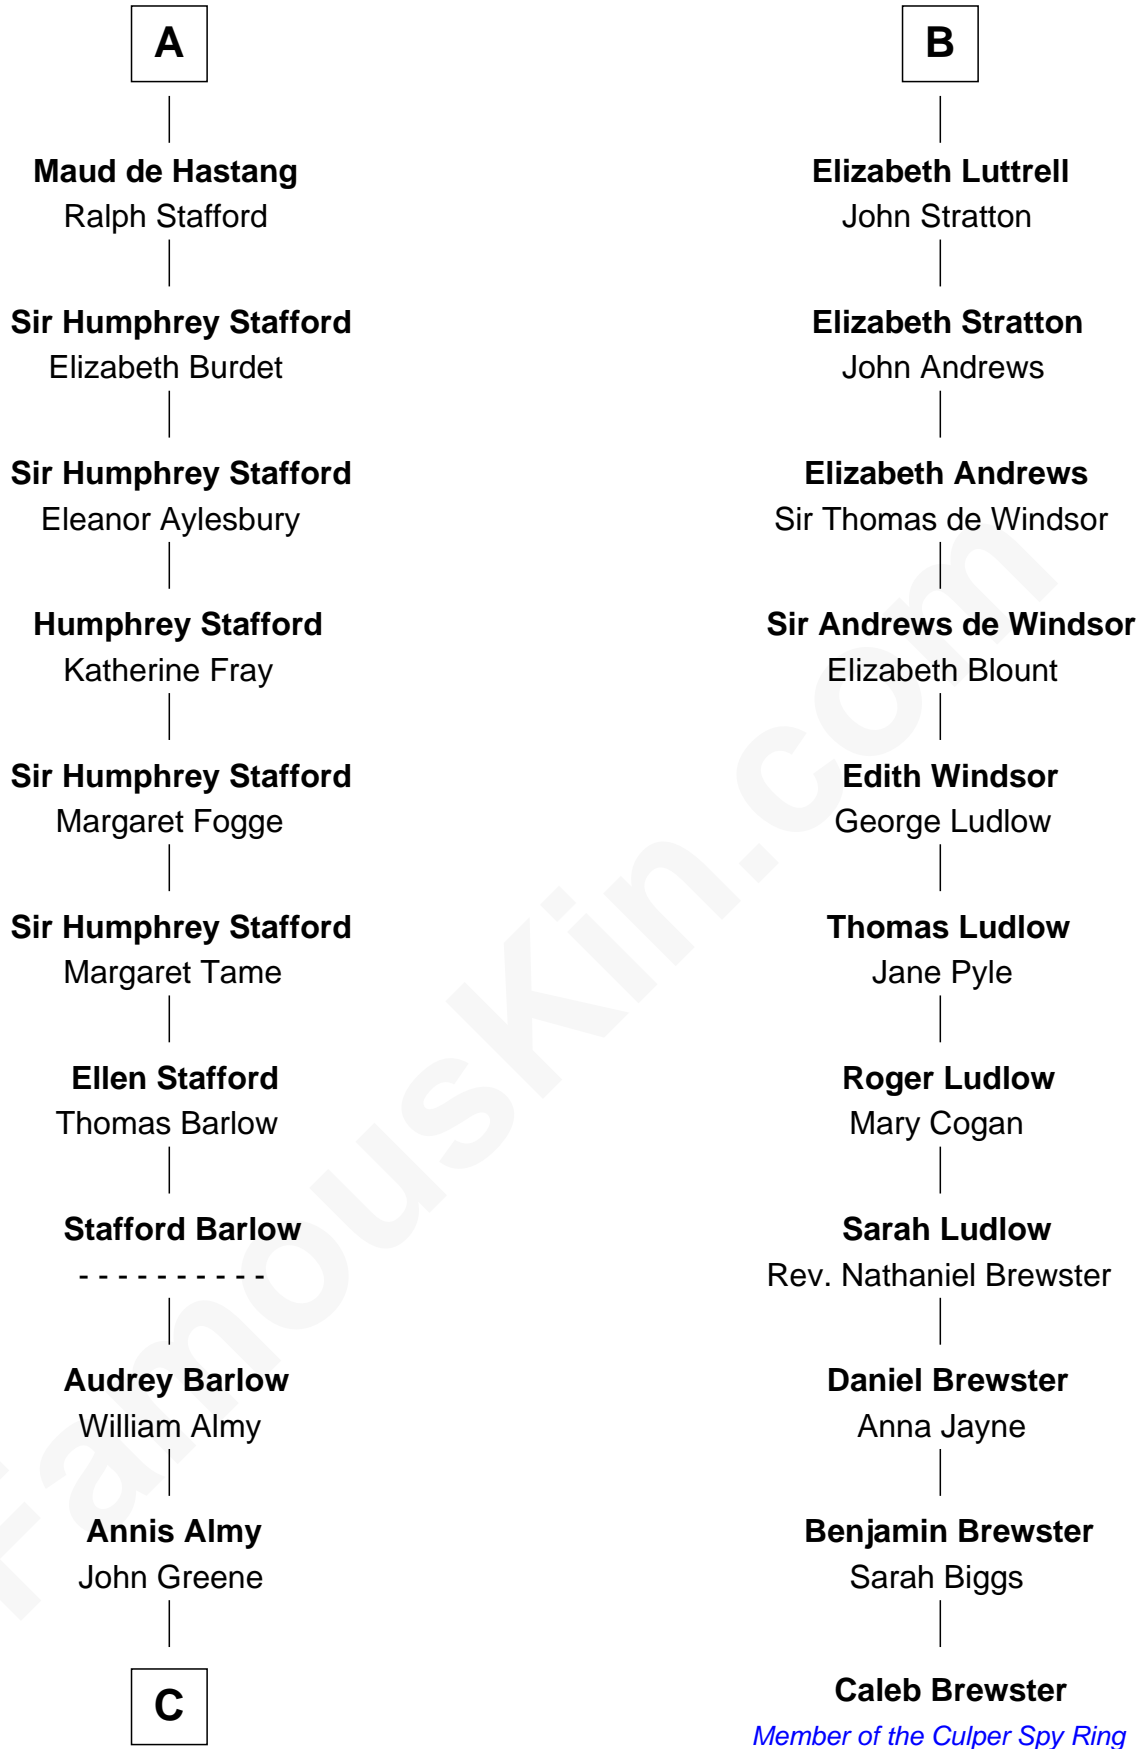 A
Maud de Hastang
Ralph Stafford
Sir Humphrey Stafford
Elizabeth Burdet
Sir Humphrey Stafford
Eleanor Aylesbury
Humphrey Stafford
Katherine Fray
Sir Humphrey Stafford
Margaret Fogge
Sir Humphrey Stafford
Margaret Tame
Ellen Stafford
Thomas Barlow
Stafford Barlow
- - - - - - - - - -
Audrey Barlow
William Almy
Annis Almy
John Greene
C
B
Elizabeth Luttrell
John Stratton
Elizabeth Stratton
John Andrews
Elizabeth Andrews
Sir Thomas de Windsor
Sir Andrews de Windsor
Elizabeth Blount
Edith Windsor
George Ludlow
Thomas Ludlow
Jane Pyle
Roger Ludlow
Mary Cogan
Sarah Ludlow
Rev. Nathaniel Brewster
Daniel Brewster
Anna Jayne
Benjamin Brewster
Sarah Biggs
Caleb Brewster
Member of the Culper Spy Ring
FamousKin.com